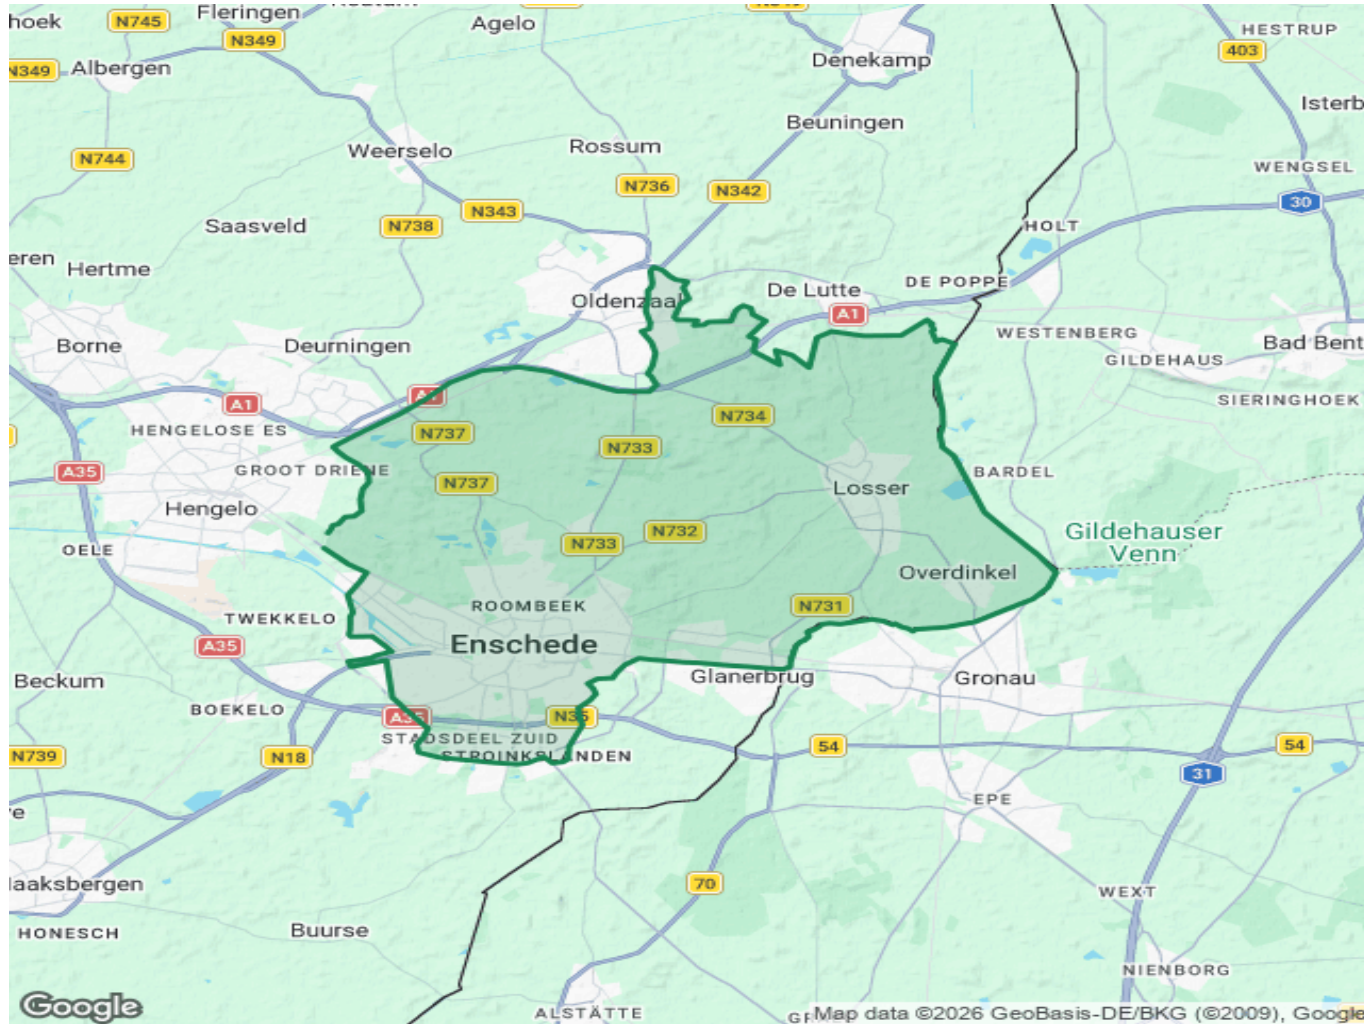 hoek
N745
Fleringen
Agelo
N349
HESTRUP
403
N349
Albergen
N349
Denekamp
Isterb
Beuningen
N744
Weerselo
Rossum
WENGSEL
N736
N342
30
Saasveld
N738
N343
HOLT
eren
Hertme
DE POPPE
Oldenzaal
De Lutte
A1
WESTENBERG
Borne
Deurningen
GILDEHAUS
Bad Bent
A1
SIERINGHOEK
N734
HENGELOSE ES
N737
N733
A35
GROOT DRIENE
N737
BARDEL
Losser
Hengelo
N732
Gildehauser
Venn
OELE
N733
Overdinkel
ROOMBEEK
N731
TWEKKELO
A35
Enschede
Beckum
Glanerbrug
Gronau
BOEKELO
A35
N35
STADSDEEL ZUID
STROINKSLANDEN
N739
N18
54
54
31
EPE
laaksbergen
70
WEXT
HONESCH
Buurse
NIENBORG
Google
ALSTÄTTE
Map data ©2026 GeoBasis-DE/BKG (©2009), Google